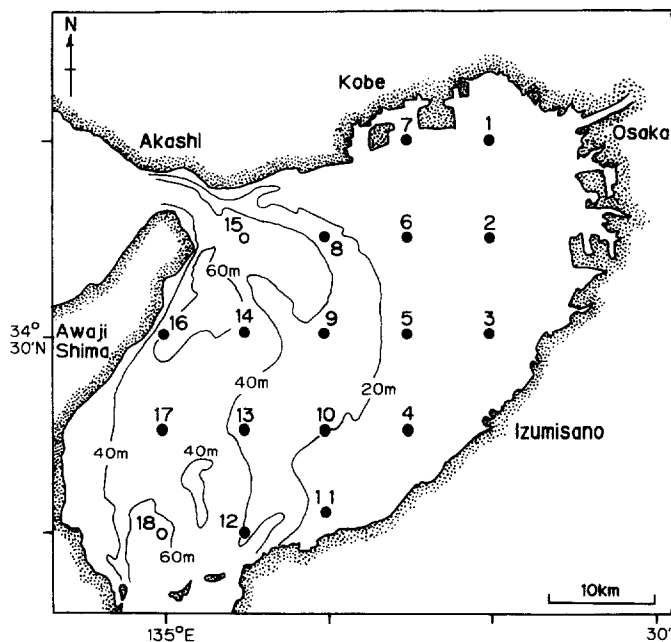 N
Kobe
Akashi
7
1
Osaka
15
8
6
2
60m
34°
30'N
Awaji
Shima
16
14
9
5
3
40m
20m
17
13
10
4
Izumisano
40m
40m
11
18
12
60m
10km
135°E
30'